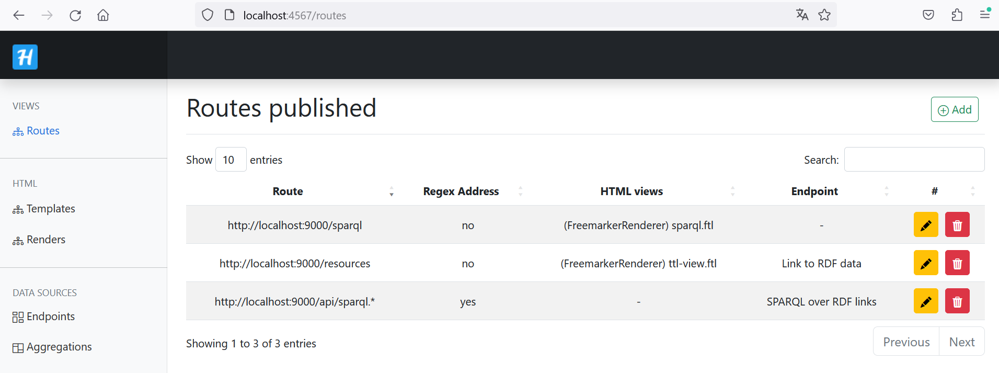 localhost:4567/routes
H
VIEWS
Routes
HTML
Templates
Renders
DATA SOURCES
Endpoints
Aggregations
Routes published
Add
Show 10 entries
Search:
Route Regex Address HTML views Endpoint #
http://localhost:9000/sparql no (FreemarkerRenderer) sparql.ftl -
http://localhost:9000/resources no (FreemarkerRenderer) ttl-view.ftl Link to RDF data
http://localhost:9000/api/sparql.* yes - SPARQL over RDF links
Showing 1 to 3 of 3 entries
Previous Next